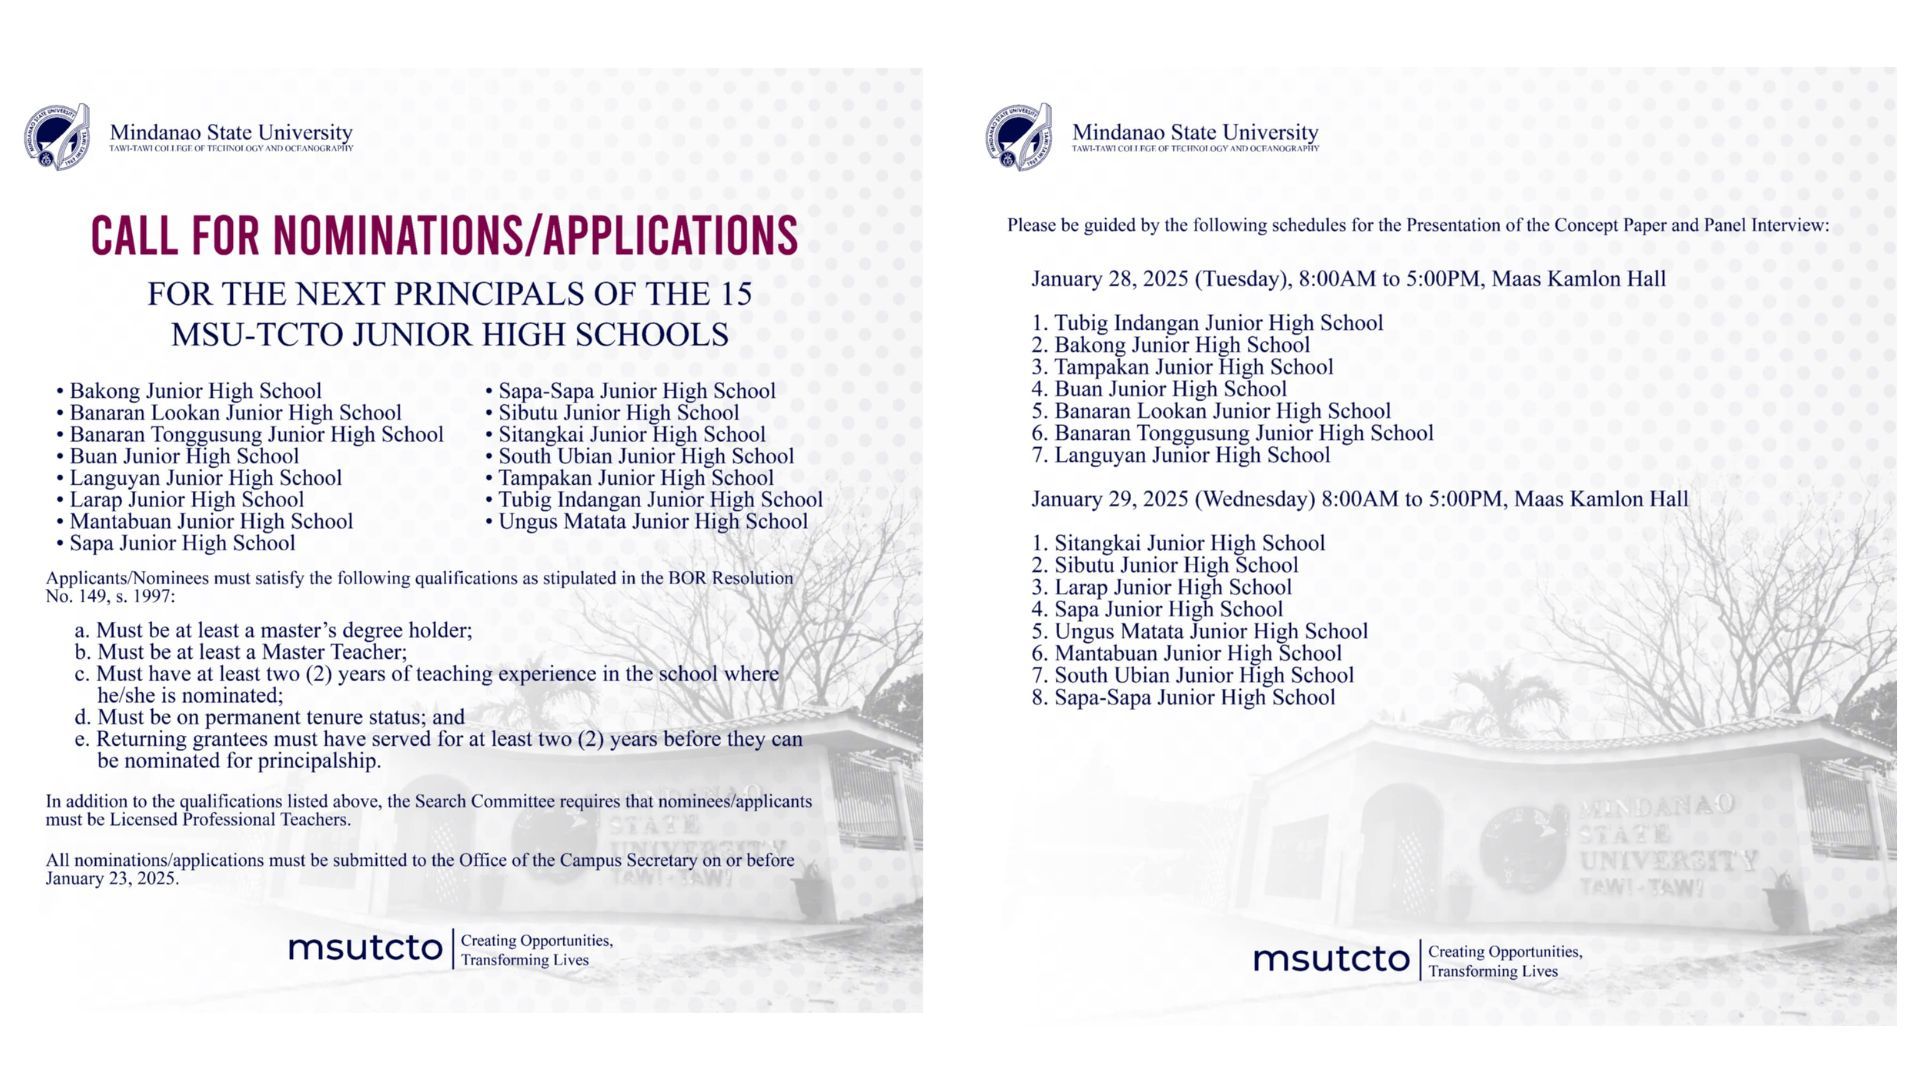 Mindanao State University
TAWI-TAWI COLLEGE OF TECHNOLOGY AND OCEANOGRAPHY
CALL FOR NOMINATIONS/APPLICATIONS
FOR THE NEXT PRINCIPALS OF THE 15
MSU-TCTO JUNIOR HIGH SCHOOLS
• Bakong Junior High School
• Banaran Lookan Junior High School
• Banaran Tonggusung Junior High School
• Buan Junior High School
• Languyan Junior High School
• Larap Junior High School
• Mantabuan Junior High School
• Sapa Junior High School
• Sapa-Sapa Junior High School
• Sibutu Junior High School
• Sitangkai Junior High School
• South Ubian Junior High School
• Tampakan Junior High School
• Tubig Indangan Junior High School
• Ungus Matata Junior High School
Applicants/Nominees must satisfy the following qualifications as stipulated in the BOR Resolution
No. 149, s. 1997:
a. Must be at least a master’s degree holder;
b. Must be at least a Master Teacher;
c. Must have at least two (2) years of teaching experience in the school where
he/she is nominated;
d. Must be on permanent tenure status; and
e. Returning grantees must have served for at least two (2) years before they can
be nominated for principalship.
In addition to the qualifications listed above, the Search Committee requires that nominees/applicants
must be Licensed Professional Teachers.
All nominations/applications must be submitted to the Office of the Campus Secretary on or before
January 23, 2025.
MINDANAO
STATE
UNIVERSITY
TAWI-TAWI
msutcto
Creating Opportunities,
Transforming Lives
Mindanao State University
TAWI-TAWI COLLEGE OF TECHNOLOGY AND OCEANOGRAPHY
Please be guided by the following schedules for the Presentation of the Concept Paper and Panel Interview:
January 28, 2025 (Tuesday), 8:00AM to 5:00PM, Maas Kamlon Hall
1. Tubig Indangan Junior High School
2. Bakong Junior High School
3. Tampakan Junior High School
4. Buan Junior High School
5. Banaran Lookan Junior High School
6. Banaran Tonggusung Junior High School
7. Languyan Junior High School
January 29, 2025 (Wednesday) 8:00AM to 5:00PM, Maas Kamlon Hall
1. Sitangkai Junior High School
2. Sibutu Junior High School
3. Larap Junior High School
4. Sapa Junior High School
5. Ungus Matata Junior High School
6. Mantabuan Junior High School
7. South Ubian Junior High School
8. Sapa-Sapa Junior High School
MINDANAO
STATE
UNIVERSITY
TAWI-TAWI
msutcto
Creating Opportunities,
Transforming Lives